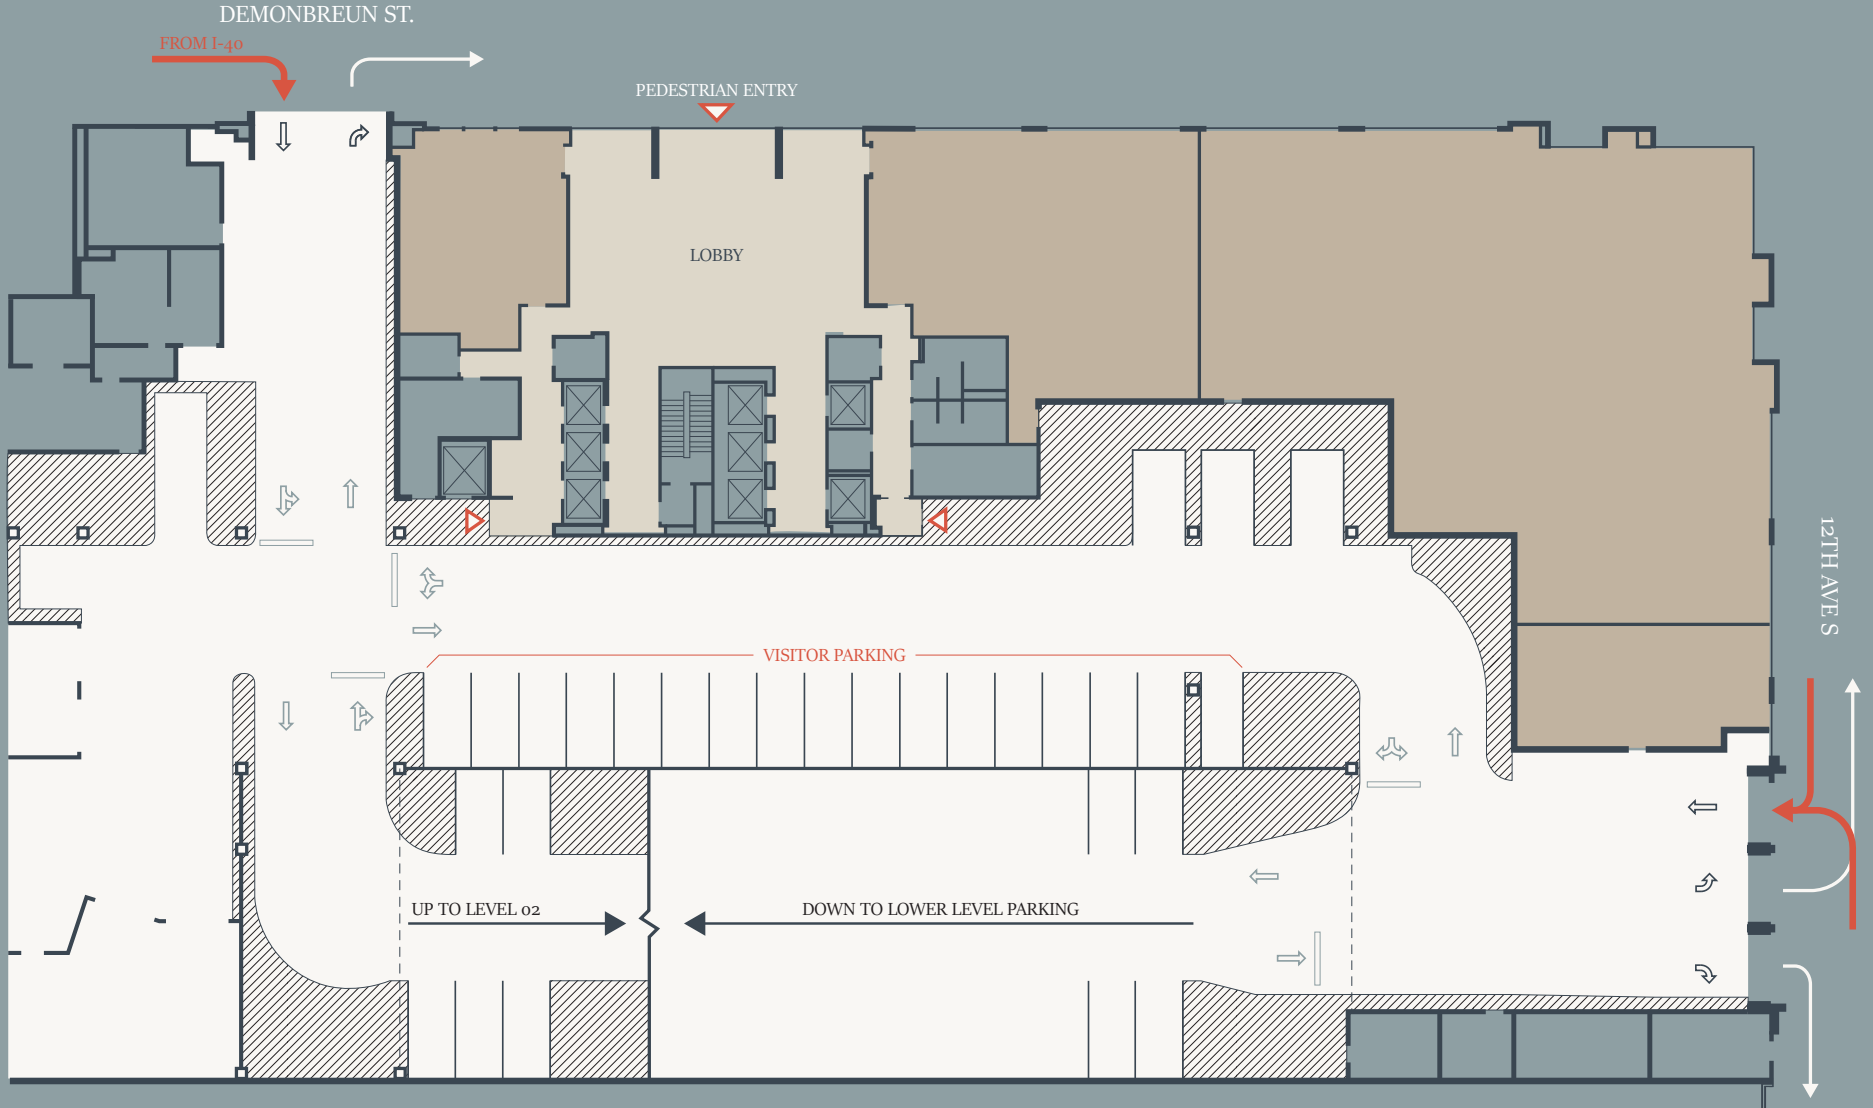 DEMONBREUN ST.
FROM I-40
PEDESTRIAN ENTRY
LOBBY
12TH AVE S
VISITOR PARKING
UP TO LEVEL 02
DOWN TO LOWER LEVEL PARKING